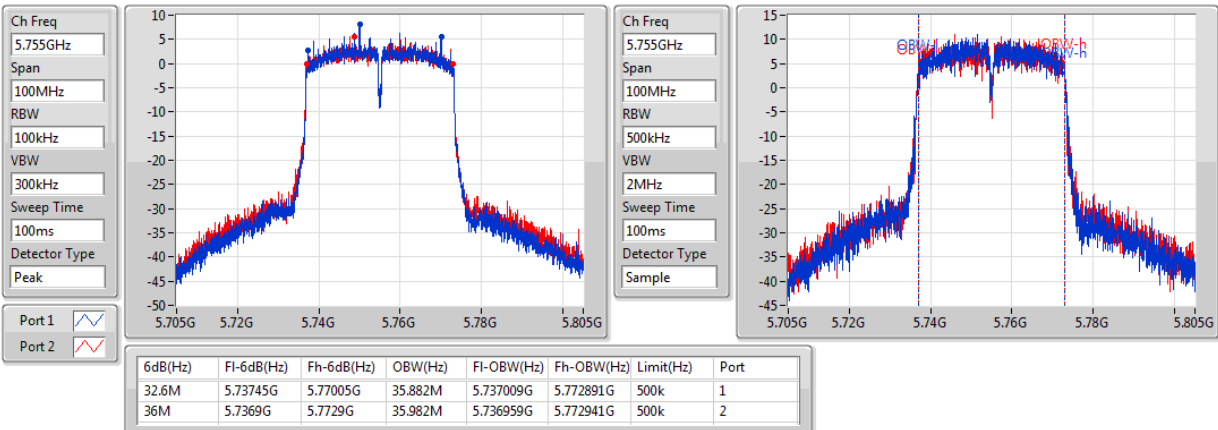 Ch Freq
5.755GHz
Span
100MHz
RBW
100kHz
VBW
300kHz
Sweep Time
100ms
Detector Type
Peak
Port 1
Port 2
10
5
0
-5
-10
-15
-20
-25
-30
-35
-40
-45
-50
5.705G 5.72G 5.74G 5.76G 5.78G 5.805G
Ch Freq
5.755GHz
Span
100MHz
RBW
500kHz
VBW
2MHz
Sweep Time
100ms
Detector Type
Sample
15
10
5
0
-5
-10
-15
-20
-25
-30
-35
-40
-45
OBW-h
5.705G 5.72G 5.74G 5.76G 5.78G 5.805G
6dB(Hz) Fl-6dB(Hz) Fh-6dB(Hz) OBW(Hz) Fl-OBW(Hz) Fh-OBW(Hz) Limit(Hz) Port
32.6M 5.73745G 5.77005G 35.882M 5.737009G 5.772891G 500k 1
36M 5.7369G 5.7729G 35.982M 5.736959G 5.772941G 500k 2